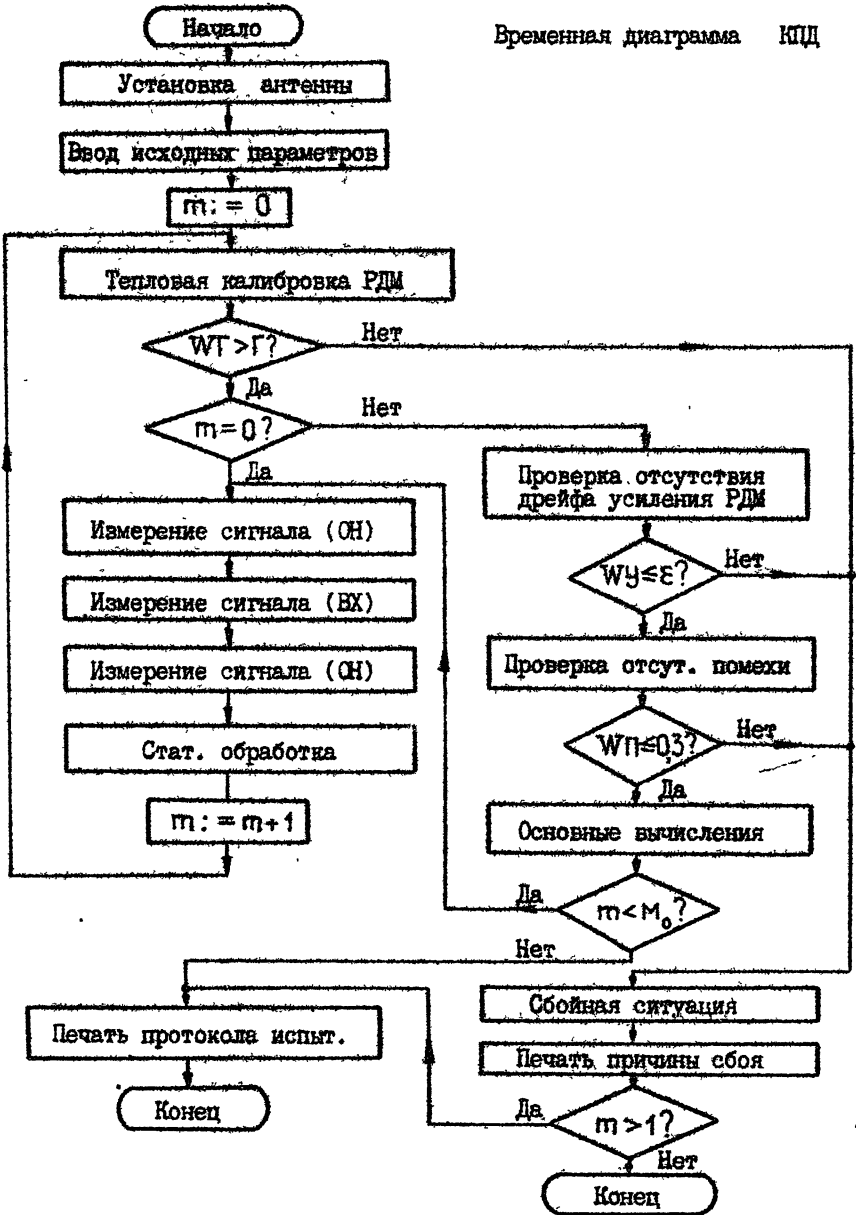 Начало
Временная диаграмма КПД
Установка антенны
Ввод исходных параметров
m: = 0
Тепловая калибровка РДМ
WГ>Г?
Нет
Да
m=0?
Нет
Да
Измерение сигнала (ОН)
Измерение сигнала (ВХ)
Измерение сигнала (ОН)
Стат. обработка
m: = m+1
Проверка отсутствия
дрейфа усиления РДМ
Wу≤ε?
Нет
Да
Проверка отсут. помехи
Wп≤0,3?
Нет
Да
Основные вычисления
m<M₀?
Да
Нет
Сбойная ситуация
Печать причины сбоя
m>1?
Да
Нет
Конец
Печать протокола испыт.
Конец